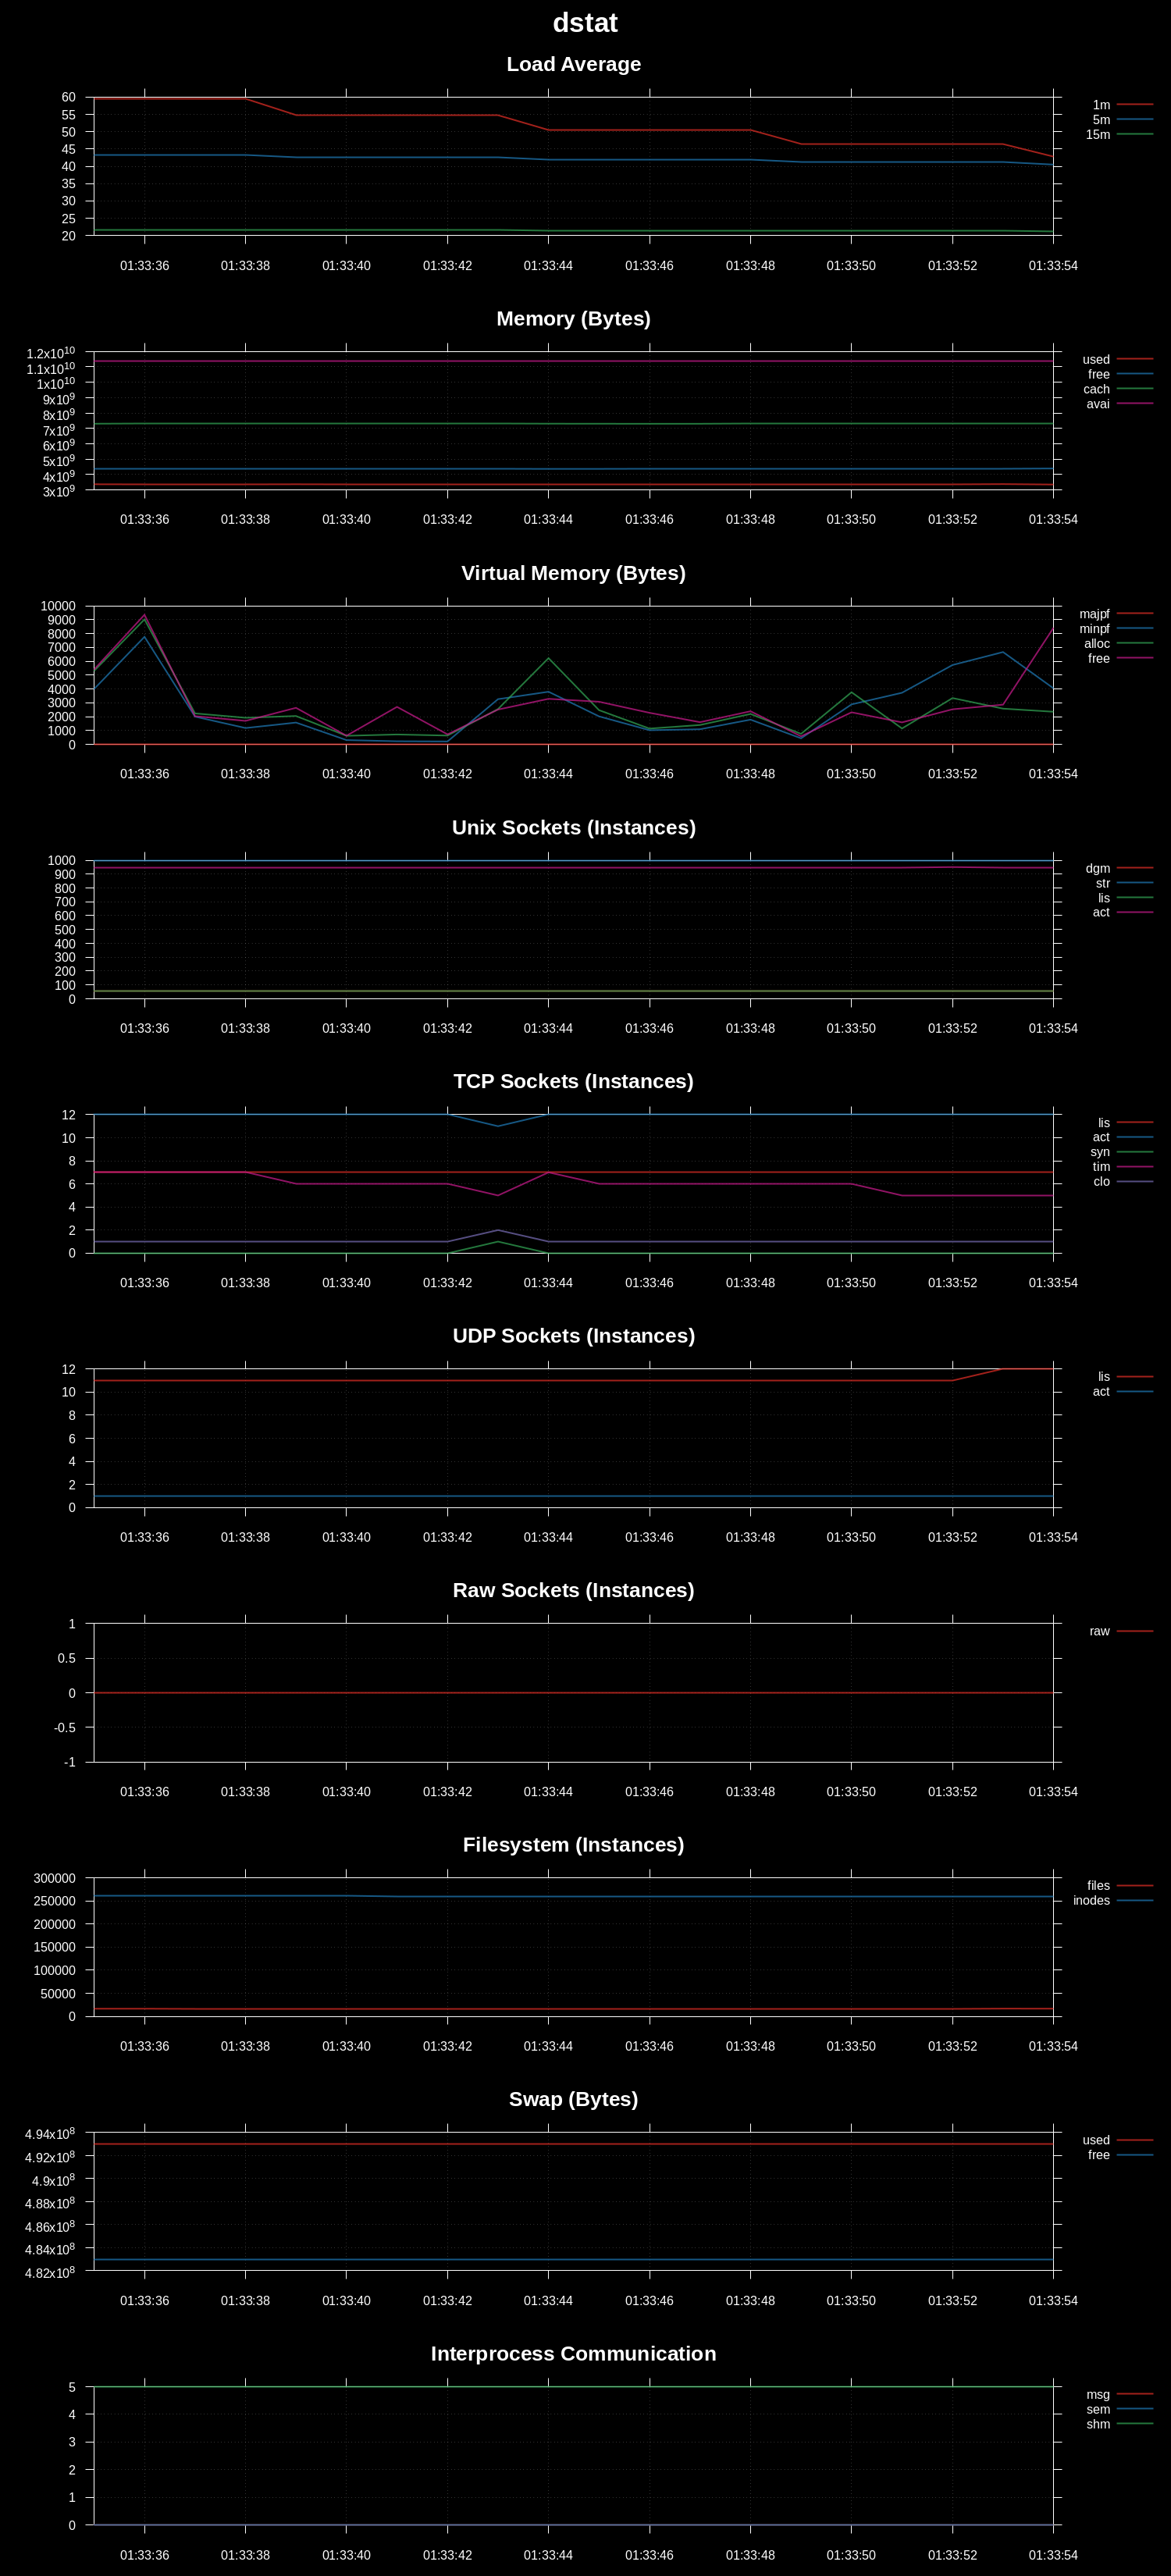 dstat
Load Average
60
55
50
45
40
35
30
25
20
1m
5m
15m
01:33:36 01:33:38 01:33:40 01:33:42 01:33:44 01:33:46 01:33:48 01:33:50 01:33:52 01:33:54
Memory (Bytes)
1.2x10^10
1.1x10^10
1x10^10
9x10^9
8x10^9
7x10^9
6x10^9
5x10^9
4x10^9
3x10^9
used
free
cach
avai
01:33:36 01:33:38 01:33:40 01:33:42 01:33:44 01:33:46 01:33:48 01:33:50 01:33:52 01:33:54
Virtual Memory (Bytes)
10000
9000
8000
7000
6000
5000
4000
3000
2000
1000
0
majpf
minpf
alloc
free
01:33:36 01:33:38 01:33:40 01:33:42 01:33:44 01:33:46 01:33:48 01:33:50 01:33:52 01:33:54
Unix Sockets (Instances)
1000
900
800
700
600
500
400
300
200
100
0
dgm
str
lis
act
01:33:36 01:33:38 01:33:40 01:33:42 01:33:44 01:33:46 01:33:48 01:33:50 01:33:52 01:33:54
TCP Sockets (Instances)
12
10
8
6
4
2
0
lis
act
syn
tim
clo
01:33:36 01:33:38 01:33:40 01:33:42 01:33:44 01:33:46 01:33:48 01:33:50 01:33:52 01:33:54
UDP Sockets (Instances)
12
10
8
6
4
2
0
lis
act
01:33:36 01:33:38 01:33:40 01:33:42 01:33:44 01:33:46 01:33:48 01:33:50 01:33:52 01:33:54
Raw Sockets (Instances)
1
0.5
0
-0.5
-1
raw
01:33:36 01:33:38 01:33:40 01:33:42 01:33:44 01:33:46 01:33:48 01:33:50 01:33:52 01:33:54
Filesystem (Instances)
300000
250000
200000
150000
100000
50000
0
files
inodes
01:33:36 01:33:38 01:33:40 01:33:42 01:33:44 01:33:46 01:33:48 01:33:50 01:33:52 01:33:54
Swap (Bytes)
4.94x10^8
4.92x10^8
4.9x10^8
4.88x10^8
4.86x10^8
4.84x10^8
4.82x10^8
used
free
01:33:36 01:33:38 01:33:40 01:33:42 01:33:44 01:33:46 01:33:48 01:33:50 01:33:52 01:33:54
Interprocess Communication
5
4
3
2
1
0
msg
sem
shm
01:33:36 01:33:38 01:33:40 01:33:42 01:33:44 01:33:46 01:33:48 01:33:50 01:33:52 01:33:54